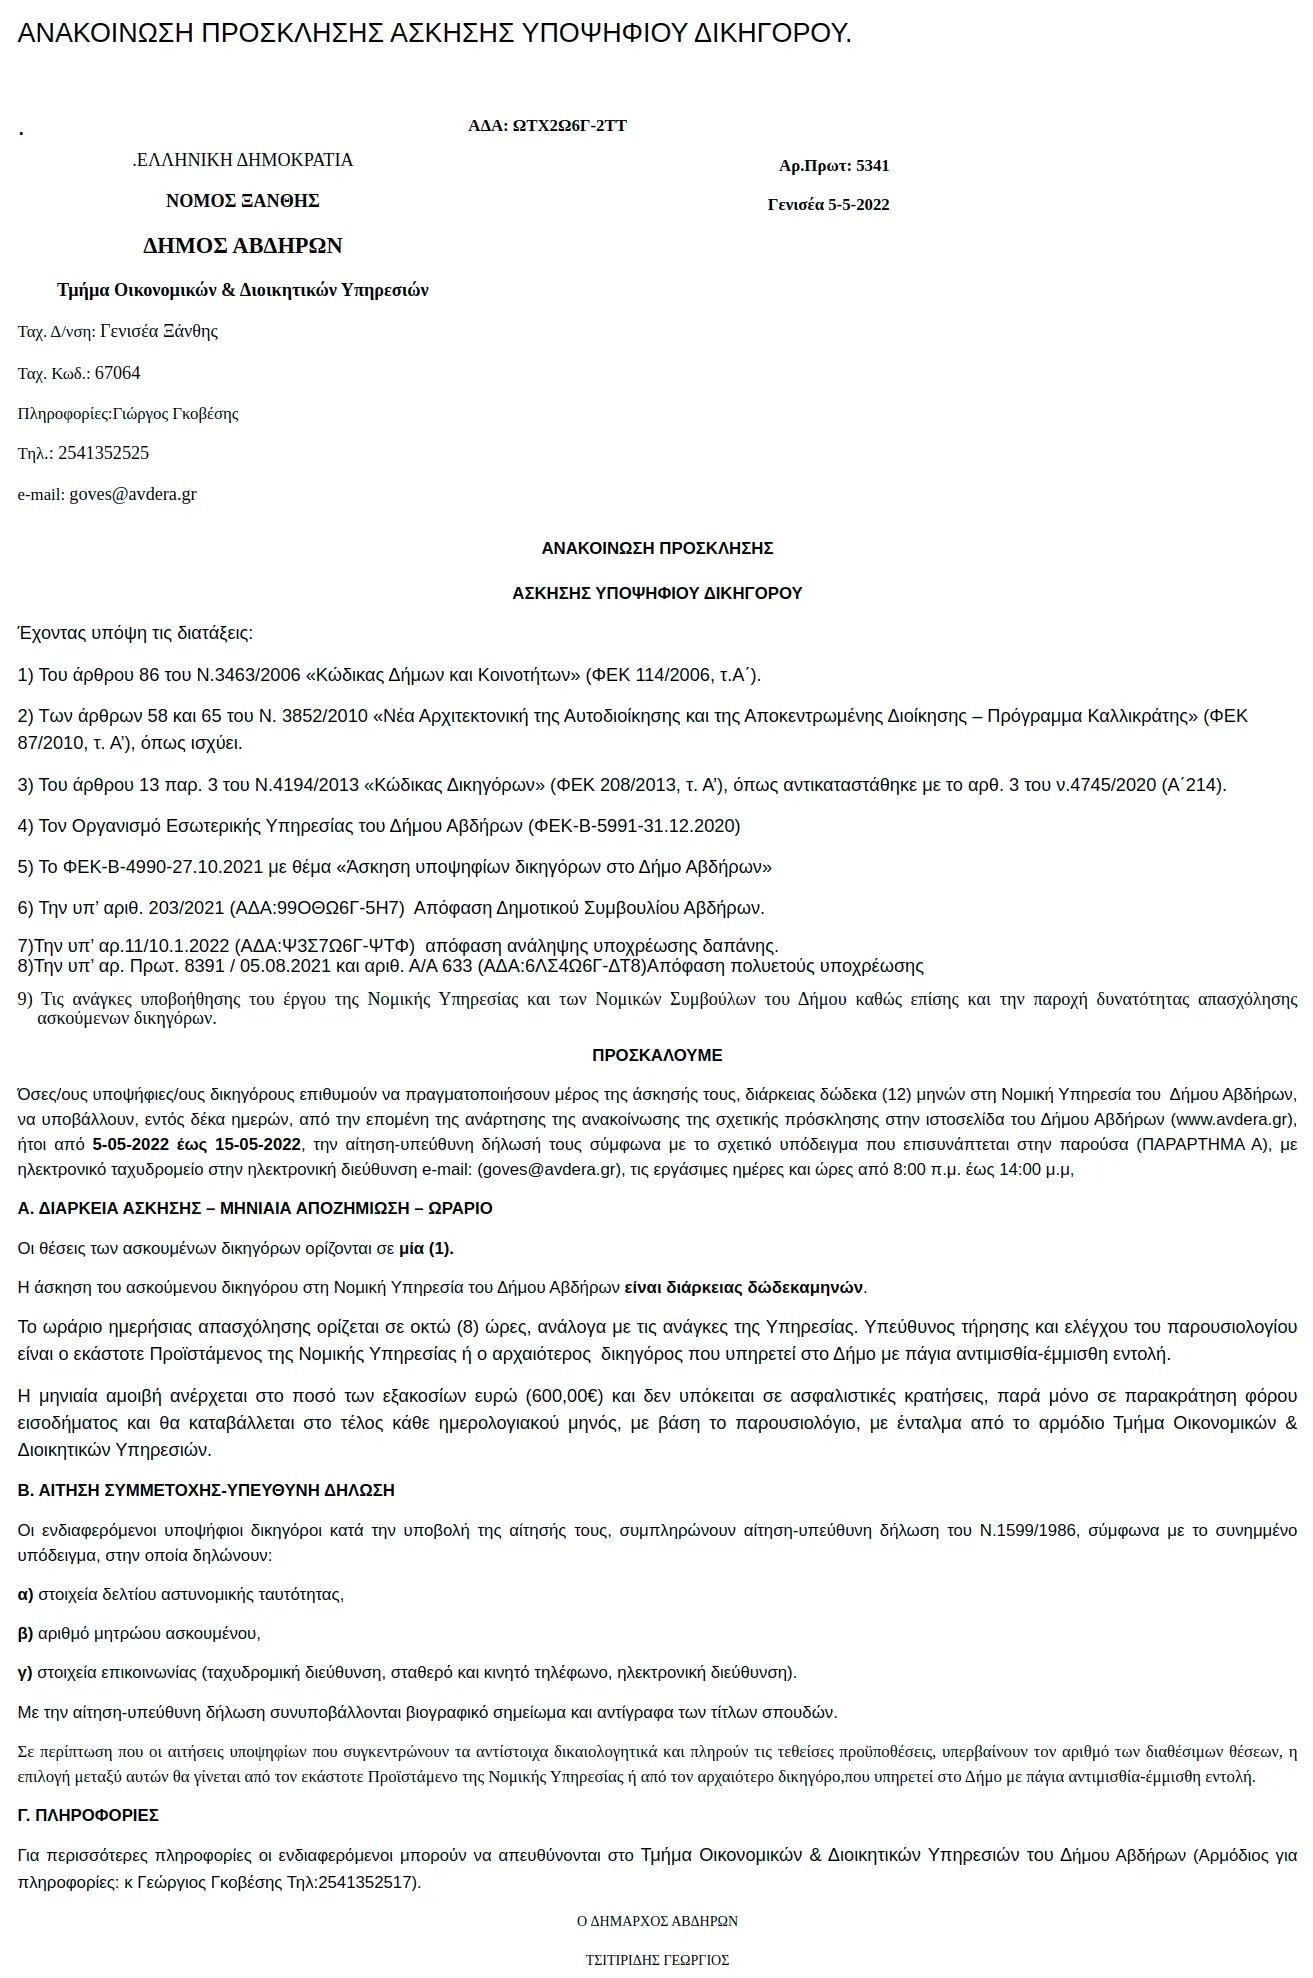 ΑΝΑΚΟΙΝΩΣΗ ΠΡΟΣΚΛΗΣΗΣ ΑΣΚΗΣΗΣ ΥΠΟΨΗΦΙΟΥ ΔΙΚΗΓΟΡΟΥ.
.
ΑΔΑ: ΩΤΧ2Ω6Γ-2ΤΤ
.ΕΛΛΗΝΙΚΗ ΔΗΜΟΚΡΑΤΙΑ
Αρ.Πρωτ: 5341
ΝΟΜΟΣ ΞΑΝΘΗΣ
Γενισέα 5-5-2022
ΔΗΜΟΣ ΑΒΔΗΡΩΝ
Τμήμα Οικονομικών & Διοικητικών Υπηρεσιών
Ταχ. Δ/νση: Γενισέα Ξάνθης
Ταχ. Κωδ.: 67064
Πληροφορίες:Γιώργος Γκοβέσης
Τηλ.: 2541352525
e-mail: goves@avdera.gr
ΑΝΑΚΟΙΝΩΣΗ ΠΡΟΣΚΛΗΣΗΣ
ΑΣΚΗΣΗΣ ΥΠΟΨΗΦΙΟΥ ΔΙΚΗΓΟΡΟΥ
Έχοντας υπόψη τις διατάξεις:
1) Του άρθρου 86 του Ν.3463/2006 «Κώδικας Δήμων και Κοινοτήτων» (ΦΕΚ 114/2006, τ.Α΄).
2) Των άρθρων 58 και 65 του Ν. 3852/2010 «Νέα Αρχιτεκτονική της Αυτοδιοίκησης και της Αποκεντρωμένης Διοίκησης – Πρόγραμμα Καλλικράτης» (ΦΕΚ
87/2010, τ. Α’), όπως ισχύει.
3) Του άρθρου 13 παρ. 3 του Ν.4194/2013 «Κώδικας Δικηγόρων» (ΦΕΚ 208/2013, τ. Α’), όπως αντικαταστάθηκε με το αρθ. 3 του ν.4745/2020 (Α΄214).
4) Τον Οργανισμό Εσωτερικής Υπηρεσίας του Δήμου Αβδήρων (ΦΕΚ-Β-5991-31.12.2020)
5) Το ΦΕΚ-Β-4990-27.10.2021 με θέμα «Άσκηση υποψηφίων δικηγόρων στο Δήμο Αβδήρων»
6) Την υπ’ αριθ. 203/2021 (ΑΔΑ:99ΟΘΩ6Γ-5Η7)  Απόφαση Δημοτικού Συμβουλίου Αβδήρων.
7)Την υπ’ αρ.11/10.1.2022 (ΑΔΑ:Ψ3Σ7Ω6Γ-ΨΤΦ)  απόφαση ανάληψης υποχρέωσης δαπάνης.
8)Την υπ’ αρ. Πρωτ. 8391 / 05.08.2021 και αριθ. Α/Α 633 (ΑΔΑ:6ΛΣ4Ω6Γ-ΔΤ8)Απόφαση πολυετούς υποχρέωσης
9) Τις ανάγκες υποβοήθησης του έργου της Νομικής Υπηρεσίας και των Νομικών Συμβούλων του Δήμου καθώς επίσης και την παροχή δυνατότητας απασχόλησης
ασκούμενων δικηγόρων.
ΠΡΟΣΚΑΛΟΥΜΕ
Όσες/ους υποψήφιες/ους δικηγόρους επιθυμούν να πραγματοποιήσουν μέρος της άσκησής τους, διάρκειας δώδεκα (12) μηνών στη Νομική Υπηρεσία του  Δήμου Αβδήρων,
να υποβάλλουν, εντός δέκα ημερών, από την επομένη της ανάρτησης της ανακοίνωσης της σχετικής πρόσκλησης στην ιστοσελίδα του Δήμου Αβδήρων (www.avdera.gr),
ήτοι από 5-05-2022 έως 15-05-2022, την αίτηση-υπεύθυνη δήλωσή τους σύμφωνα με το σχετικό υπόδειγμα που επισυνάπτεται στην παρούσα (ΠΑΡΑΡΤΗΜΑ Α), με
ηλεκτρονικό ταχυδρομείο στην ηλεκτρονική διεύθυνση e-mail: (goves@avdera.gr), τις εργάσιμες ημέρες και ώρες από 8:00 π.μ. έως 14:00 μ.μ,
Α. ΔΙΑΡΚΕΙΑ ΑΣΚΗΣΗΣ – ΜΗΝΙΑΙΑ ΑΠΟΖΗΜΙΩΣΗ – ΩΡΑΡΙΟ
Οι θέσεις των ασκουμένων δικηγόρων ορίζονται σε μία (1).
Η άσκηση του ασκούμενου δικηγόρου στη Νομική Υπηρεσία του Δήμου Αβδήρων είναι διάρκειας δώδεκαμηνών.
Το ωράριο ημερήσιας απασχόλησης ορίζεται σε οκτώ (8) ώρες, ανάλογα με τις ανάγκες της Υπηρεσίας. Υπεύθυνος τήρησης και ελέγχου του παρουσιολογίου
είναι ο εκάστοτε Προϊστάμενος της Νομικής Υπηρεσίας ή ο αρχαιότερος  δικηγόρος που υπηρετεί στο Δήμο με πάγια αντιμισθία-έμμισθη εντολή.
Η μηνιαία αμοιβή ανέρχεται στο ποσό των εξακοσίων ευρώ (600,00€) και δεν υπόκειται σε ασφαλιστικές κρατήσεις, παρά μόνο σε παρακράτηση φόρου
εισοδήματος και θα καταβάλλεται στο τέλος κάθε ημερολογιακού μηνός, με βάση το παρουσιολόγιο, με ένταλμα από το αρμόδιο Τμήμα Οικονομικών &
Διοικητικών Υπηρεσιών.
Β. ΑΙΤΗΣΗ ΣΥΜΜΕΤΟΧΗΣ-ΥΠΕΥΘΥΝΗ ΔΗΛΩΣΗ
Οι ενδιαφερόμενοι υποψήφιοι δικηγόροι κατά την υποβολή της αίτησής τους, συμπληρώνουν αίτηση-υπεύθυνη δήλωση του Ν.1599/1986, σύμφωνα με το συνημμένο
υπόδειγμα, στην οποία δηλώνουν:
α) στοιχεία δελτίου αστυνομικής ταυτότητας,
β) αριθμό μητρώου ασκουμένου,
γ) στοιχεία επικοινωνίας (ταχυδρομική διεύθυνση, σταθερό και κινητό τηλέφωνο, ηλεκτρονική διεύθυνση).
Με την αίτηση-υπεύθυνη δήλωση συνυποβάλλονται βιογραφικό σημείωμα και αντίγραφα των τίτλων σπουδών.
Σε περίπτωση που οι αιτήσεις υποψηφίων που συγκεντρώνουν τα αντίστοιχα δικαιολογητικά και πληρούν τις τεθείσες προϋποθέσεις, υπερβαίνουν τον αριθμό των διαθέσιμων θέσεων, η
επιλογή μεταξύ αυτών θα γίνεται από τον εκάστοτε Προϊστάμενο της Νομικής Υπηρεσίας ή από τον αρχαιότερο δικηγόρο,που υπηρετεί στο Δήμο με πάγια αντιμισθία-έμμισθη εντολή.
Γ. ΠΛΗΡΟΦΟΡΙΕΣ
Για περισσότερες πληροφορίες οι ενδιαφερόμενοι μπορούν να απευθύνονται στο Τμήμα Οικονομικών & Διοικητικών Υπηρεσιών του Δήμου Αβδήρων (Αρμόδιος για
πληροφορίες: κ Γεώργιος Γκοβέσης Τηλ:2541352517).
Ο ΔΗΜΑΡΧΟΣ ΑΒΔΗΡΩΝ
ΤΣΙΤΙΡΙΔΗΣ ΓΕΩΡΓΙΟΣ